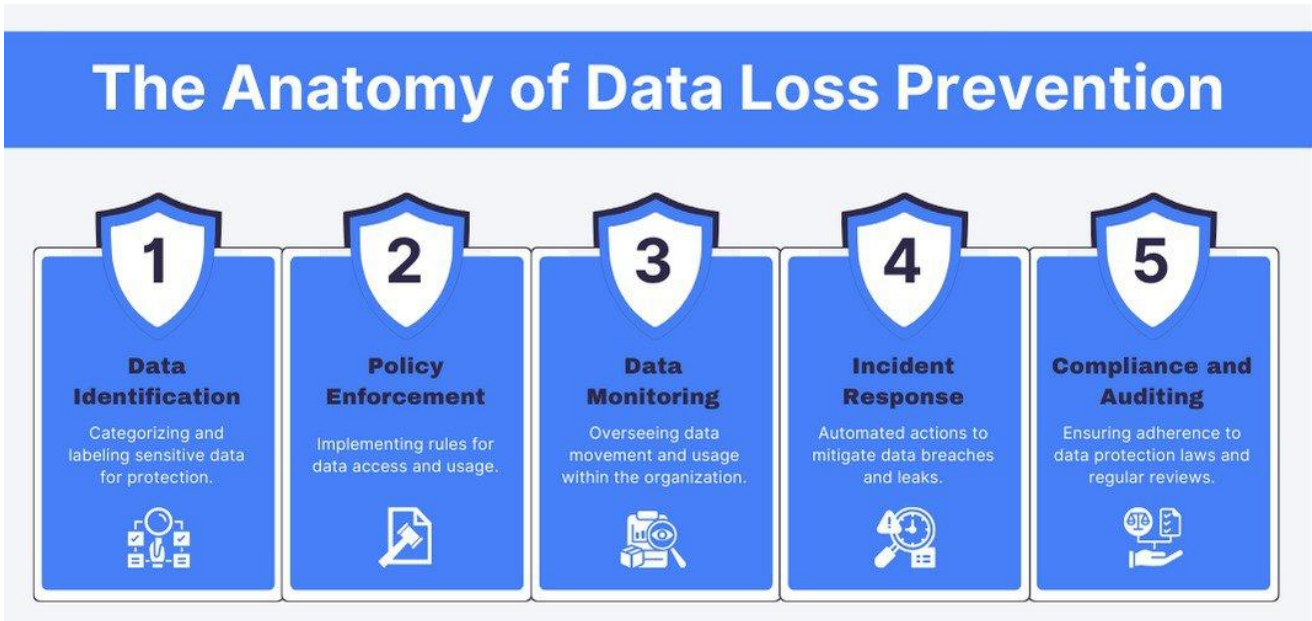 The Anatomy of Data Loss Prevention
1
Data
Identification
Categorizing and
labeling sensitive data
for protection.
2
Policy
Enforcement
Implementing rules for
data access and usage.
3
Data
Monitoring
Overseeing data
movement and usage
within the organization.
4
Incident
Response
Automated actions to
mitigate data breaches
and leaks.
5
Compliance and
Auditing
Ensuring adherence to
data protection laws and
regular reviews.